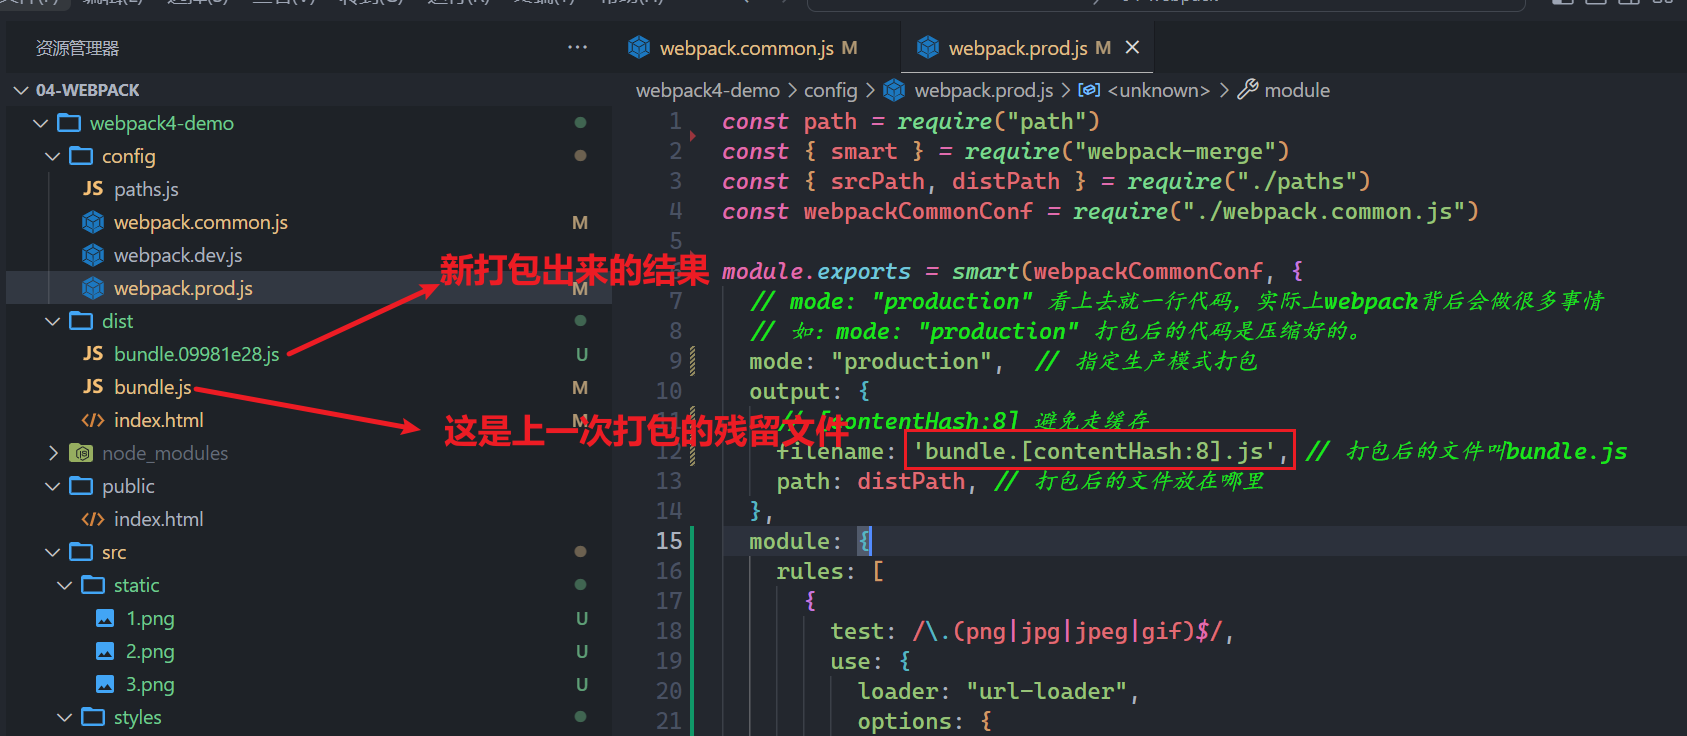 资源管理器
···
webpack.common.js M
webpack.prod.js M
04-WEBPACK
webpack4-demo > config > webpack.prod.js > <unknown> > module
webpack4-demo
config
JS paths.js
webpack.common.js M
webpack.dev.js
webpack.prod.js M
dist
JS bundle.09981e28.js U
JS bundle.js M
</> index.html M
node_modules
public
</> index.html
src
static
1.png U
2.png U
3.png U
styles
新打包出来的结果
这是上一次打包的残留文件
1 const path = require("path")
2 const { smart } = require("webpack-merge")
3 const { srcPath, distPath } = require("./paths")
4 const webpackCommonConf = require("./webpack.common.js")
5
module.exports = smart(webpackCommonConf, {
7 // mode: "production" 看上去就一行代码，实际上webpack背后会做很多事情
8 // 如：mode: "production" 打包后的代码是压缩好的。
9 mode: "production", // 指定生产模式打包
10 output: {
11 // [contentHash:8] 避免走缓存
12 filename: 'bundle.[contentHash:8].js', // 打包后的文件叫bundle.js
13 path: distPath, // 打包后的文件放在哪里
14 },
15 module: {
16 rules: [
17 {
18 test: /\.(png|jpg|jpeg|gif)$/,
19 use: {
20 loader: "url-loader",
21 options: {